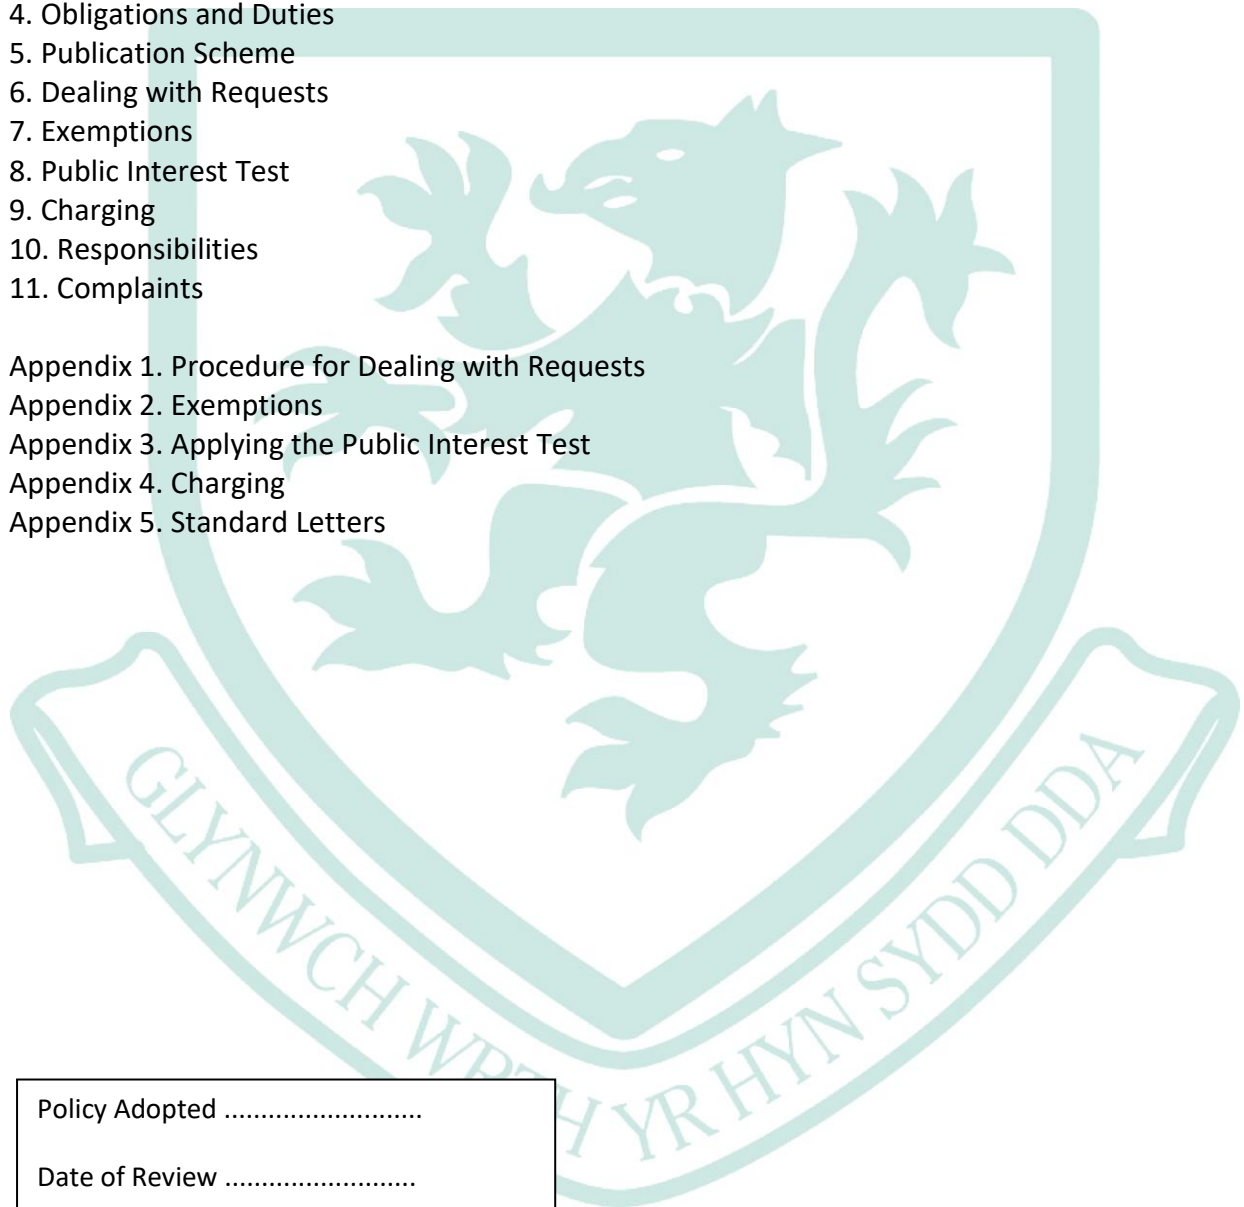 4. Obligations and Duties
5. Publication Scheme
6. Dealing with Requests
7. Exemptions
8. Public Interest Test
9. Charging
10. Responsibilities
11. Complaints
Appendix 1. Procedure for Dealing with Requests
Appendix 2. Exemptions
Appendix 3. Applying the Public Interest Test
Appendix 4. Charging
Appendix 5. Standard Letters
GLYNWCH WRTH YR HYN SYDD DDA
Policy Adopted ...........................
Date of Review ..........................